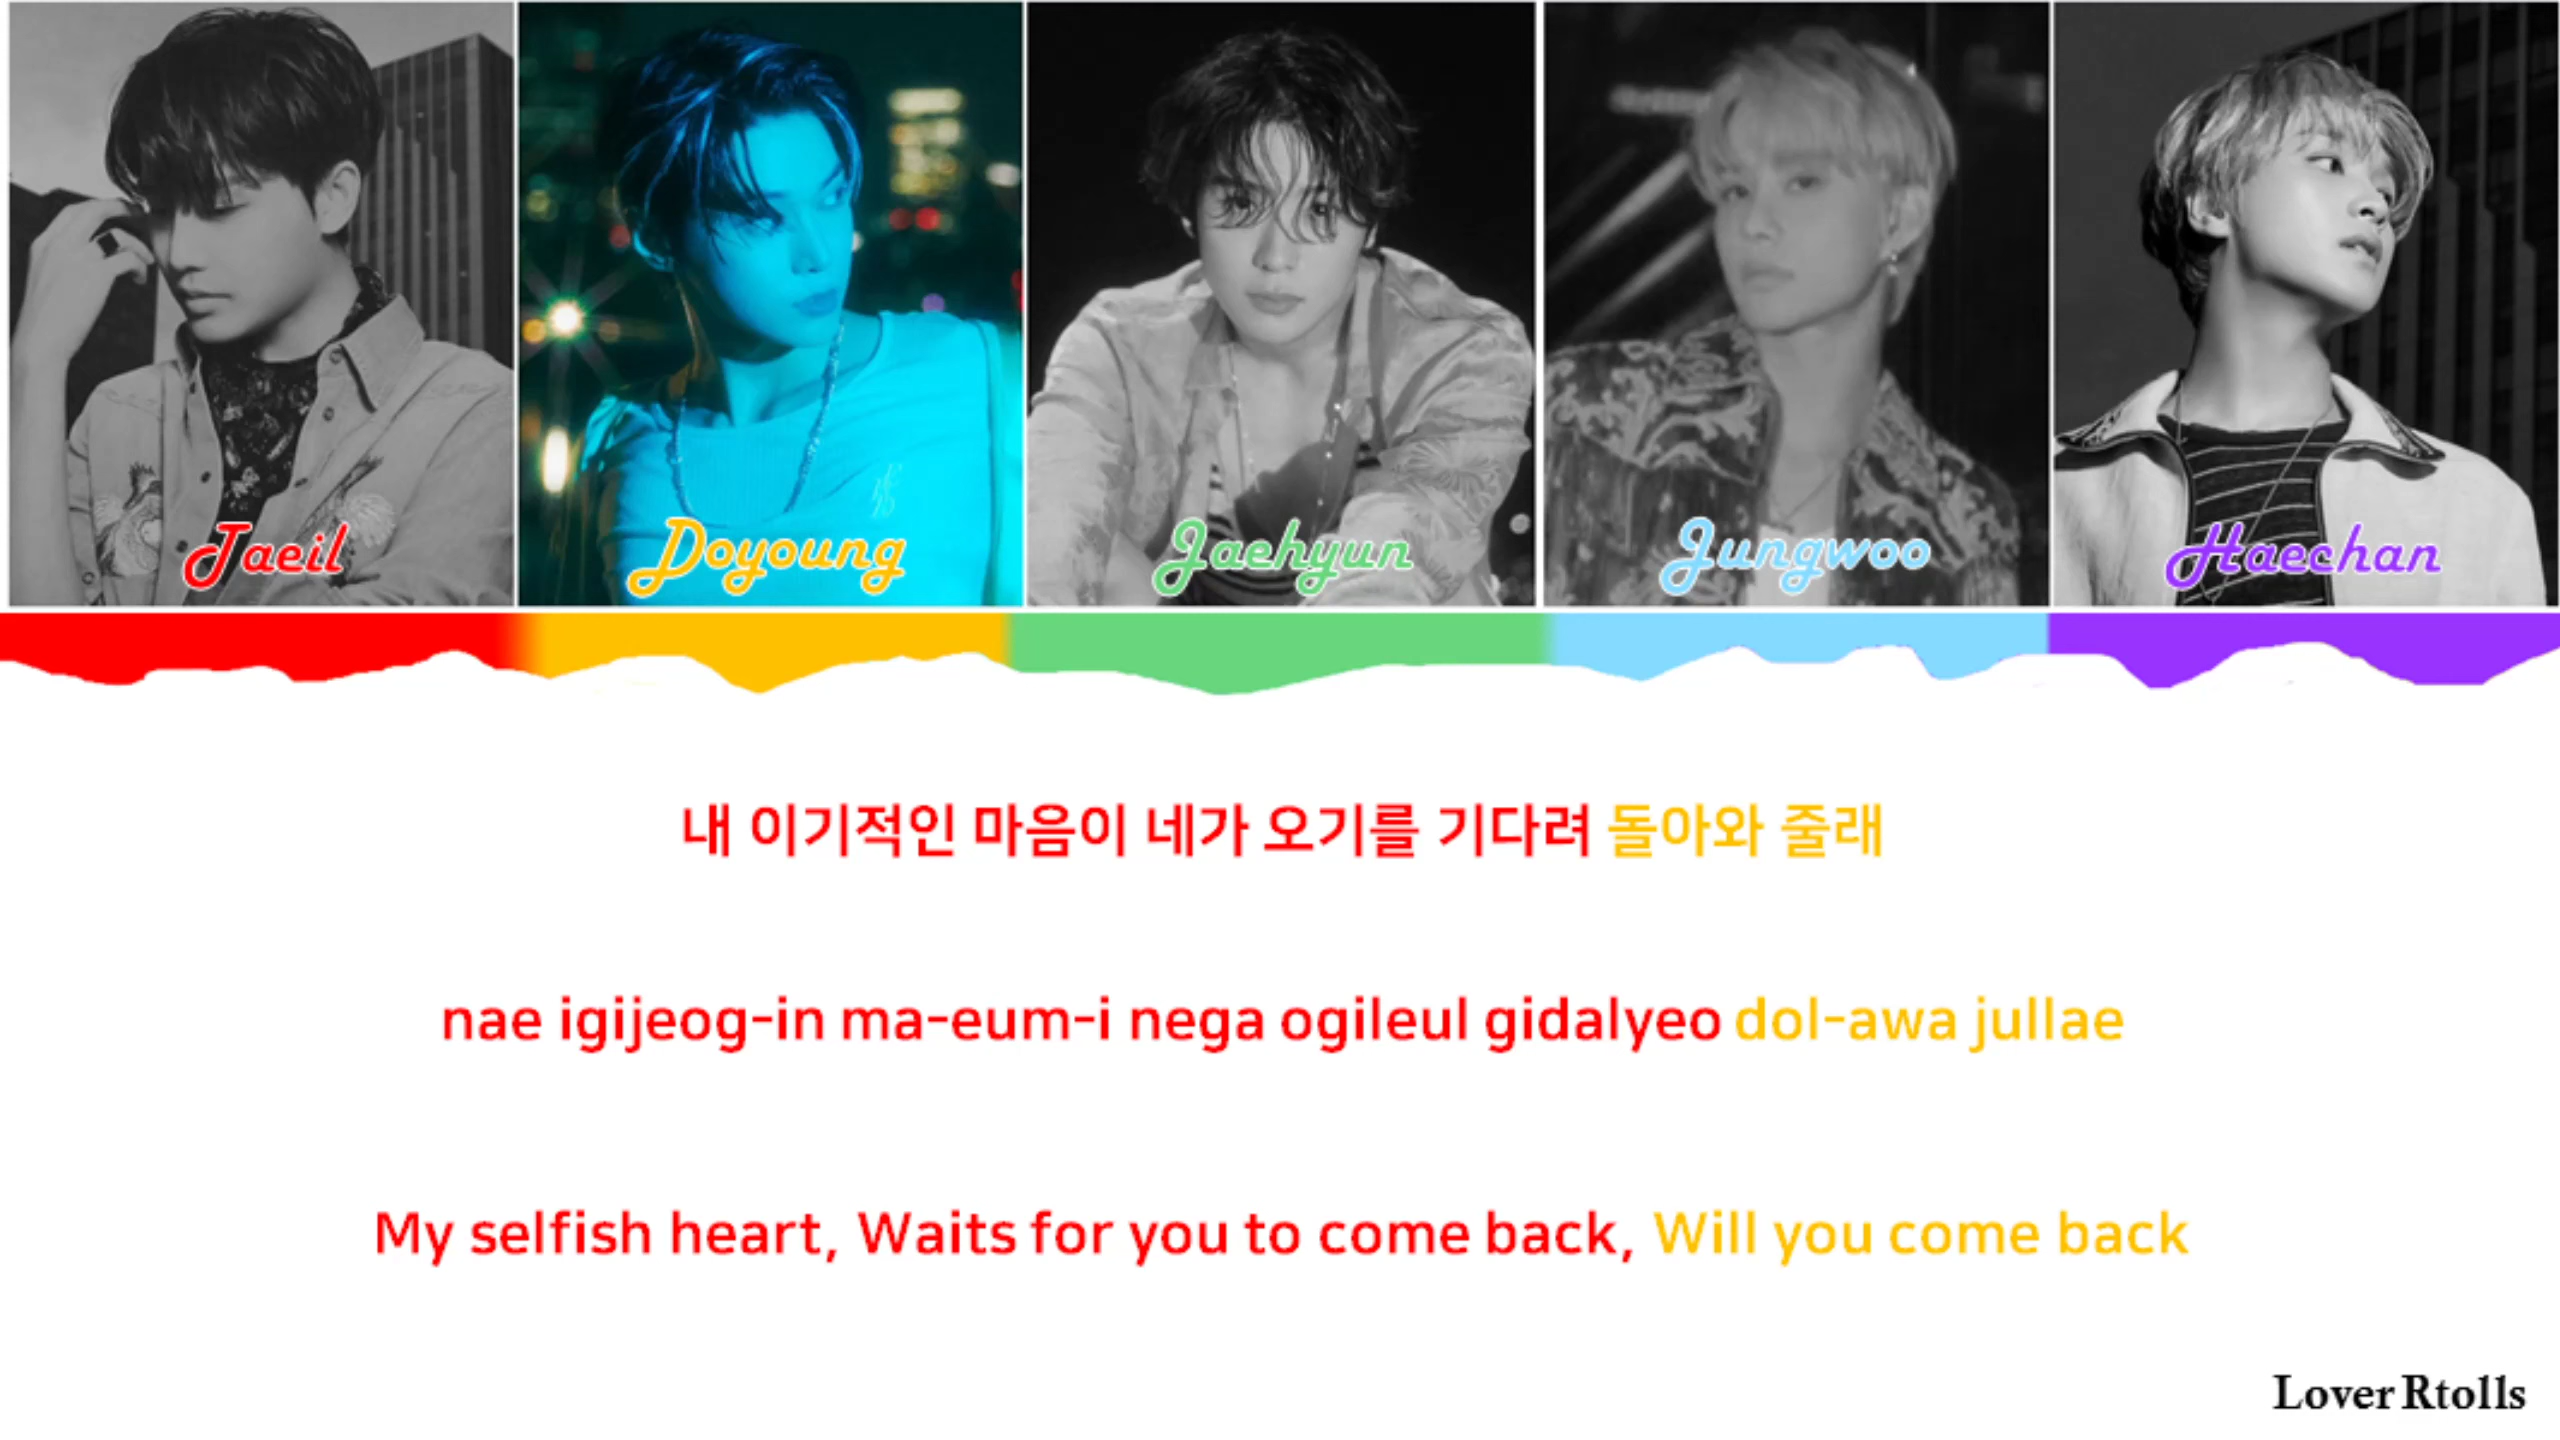 Taeil
Doyoung
Jaehyun
Jungwoo
Haechan
내 이기적인 마음이 네가 오기를 기다려 돌아와 줄래
nae igijeog-in ma-eum-i nega ogileul gidalyeo dol-awa jullae
My selfish heart, Waits for you to come back, Will you come back
Lover Rtolls